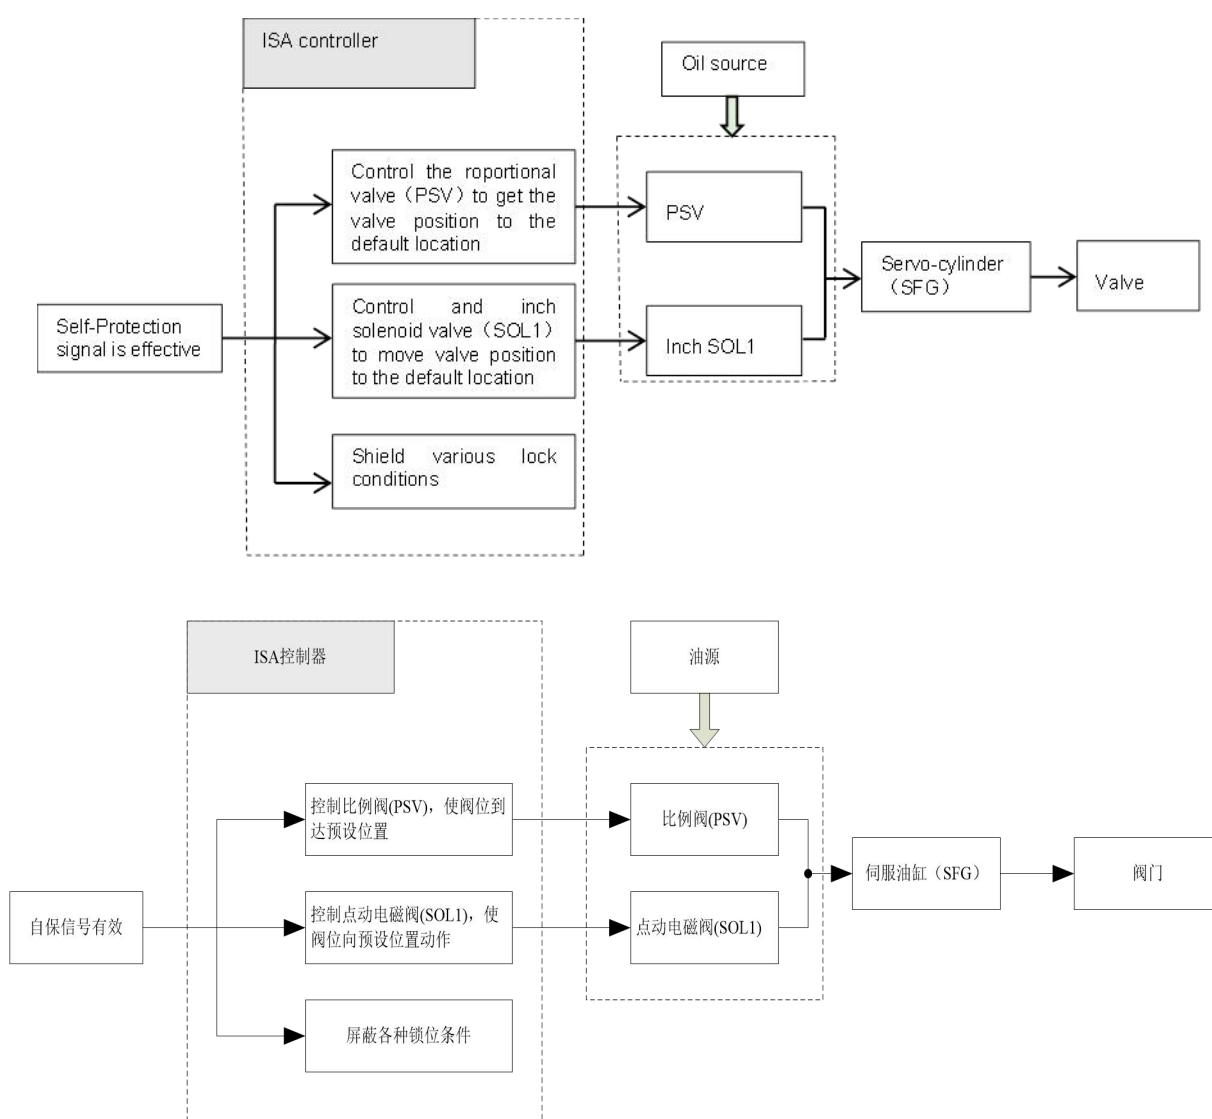 ISA controller
Oil source
Control the roportional
valve（PSV）to get the
valve position to the
default location
PSV
Servo-cylinder
（SFG）
Valve
Self-Protection
signal is effective
Control and inch
solenoid valve（SOL1）
to move valve position
to the default location
Inch SOL1
Shield various lock
conditions
ISA控制器
油源
控制比例阀(PSV)，使阀位到
达预设位置
比例阀(PSV)
伺服油缸（SFG）
阀门
自保信号有效
控制点动电磁阀(SOL1)，使
阀位向预设位置动作
点动电磁阀(SOL1)
屏蔽各种锁位条件